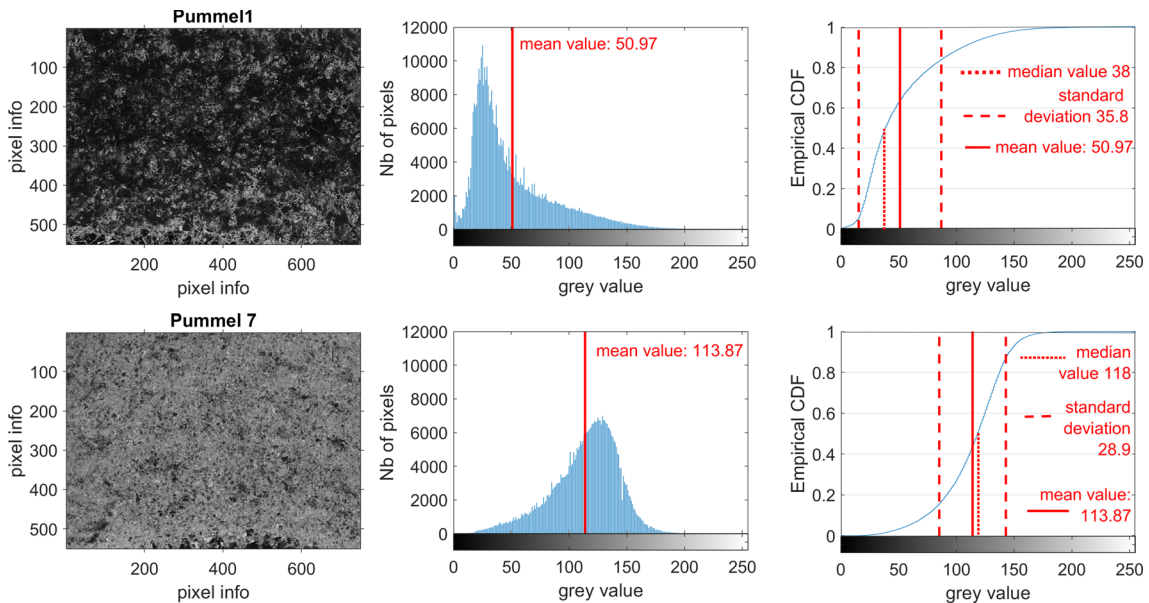 Pummel1
100
200
300
400
500
pixel info
200
400
600
pixel info
12000
10000
8000
6000
4000
2000
0
Nb of pixels
mean value: 50.97
0
50
100
150
200
250
grey value
1
0.8
0.6
0.4
0.2
0
Empirical CDF
median value 38
standard
deviation 35.8
mean value: 50.97
0
50
100
150
200
250
grey value
Pummel 7
100
200
300
400
500
pixel info
200
400
600
pixel info
12000
10000
8000
6000
4000
2000
0
Nb of pixels
mean value: 113.87
0
50
100
150
200
250
grey value
1
0.8
0.6
0.4
0.2
0
Empirical CDF
median
value 118
standard
deviation
28.9
mean value:
113.87
0
50
100
150
200
250
grey value